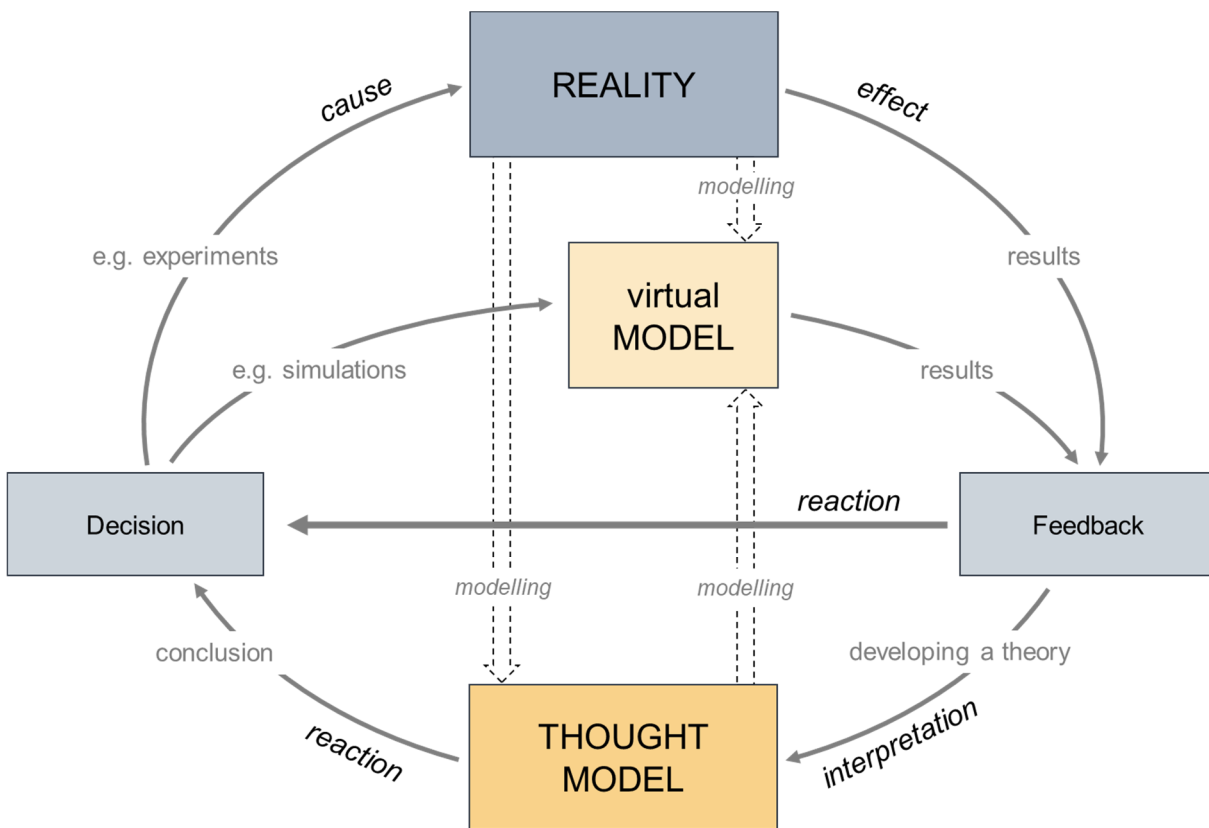 REALITY
cause
effect
modelling
e.g. experiments
results
virtual
MODEL
e.g. simulations
results
reaction
Decision
Feedback
modelling
modelling
conclusion
developing a theory
reaction
THOUGHT
MODEL
interpretation